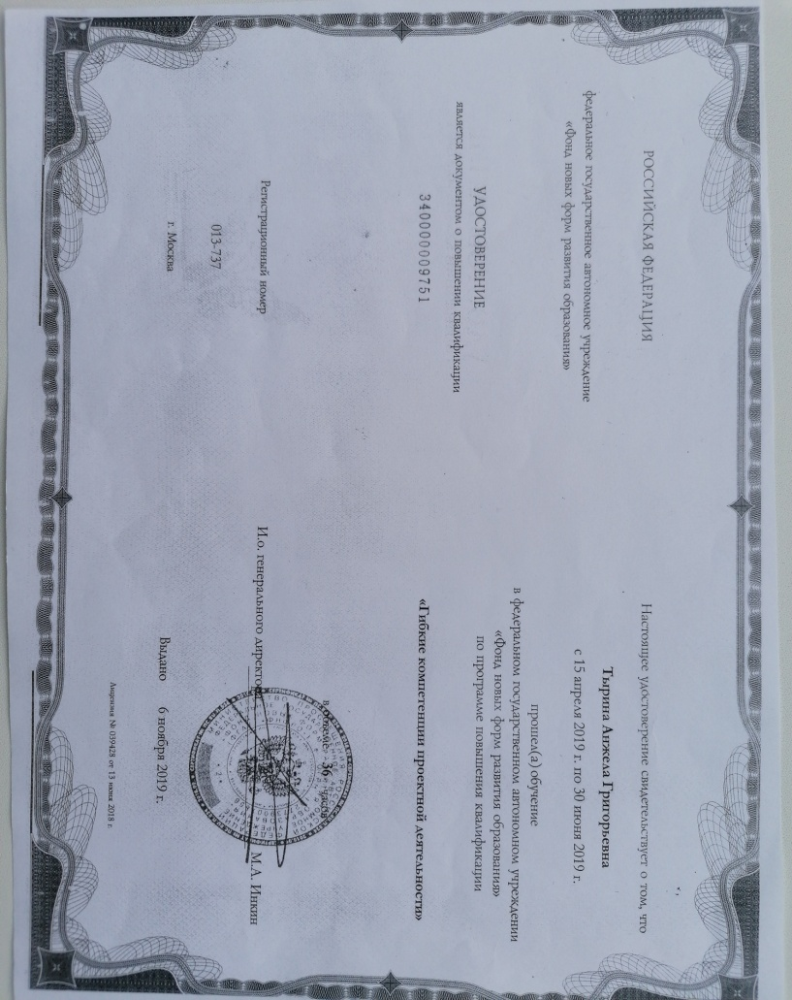 РОССИЙСКАЯ ФЕДЕРАЦИЯ
федеральное государственное автономное учреждение
«Фонд новых форм развития образования»
УДОСТОВЕРЕНИЕ
является документом о повышении квалификации
340000009751
Регистрационный номер
013-737
г. Москва
Настоящее удостоверение свидетельствует о том, что
Тырина Анжела Григорьевна
с 15 апреля 2019 г. по 30 июня 2019 г.
прошел(а) обучение
в федеральном государственном автономном учреждении
«Фонд новых форм развития образования»
по программе повышения квалификации
«Гибкие компетенции проектной деятельности»
в объеме 36 часов
И.о. генерального директора М.А. Инкин
Выдано 6 ноября 2019 г.
Лицензия № 039428 от 13 июня 2018 г.